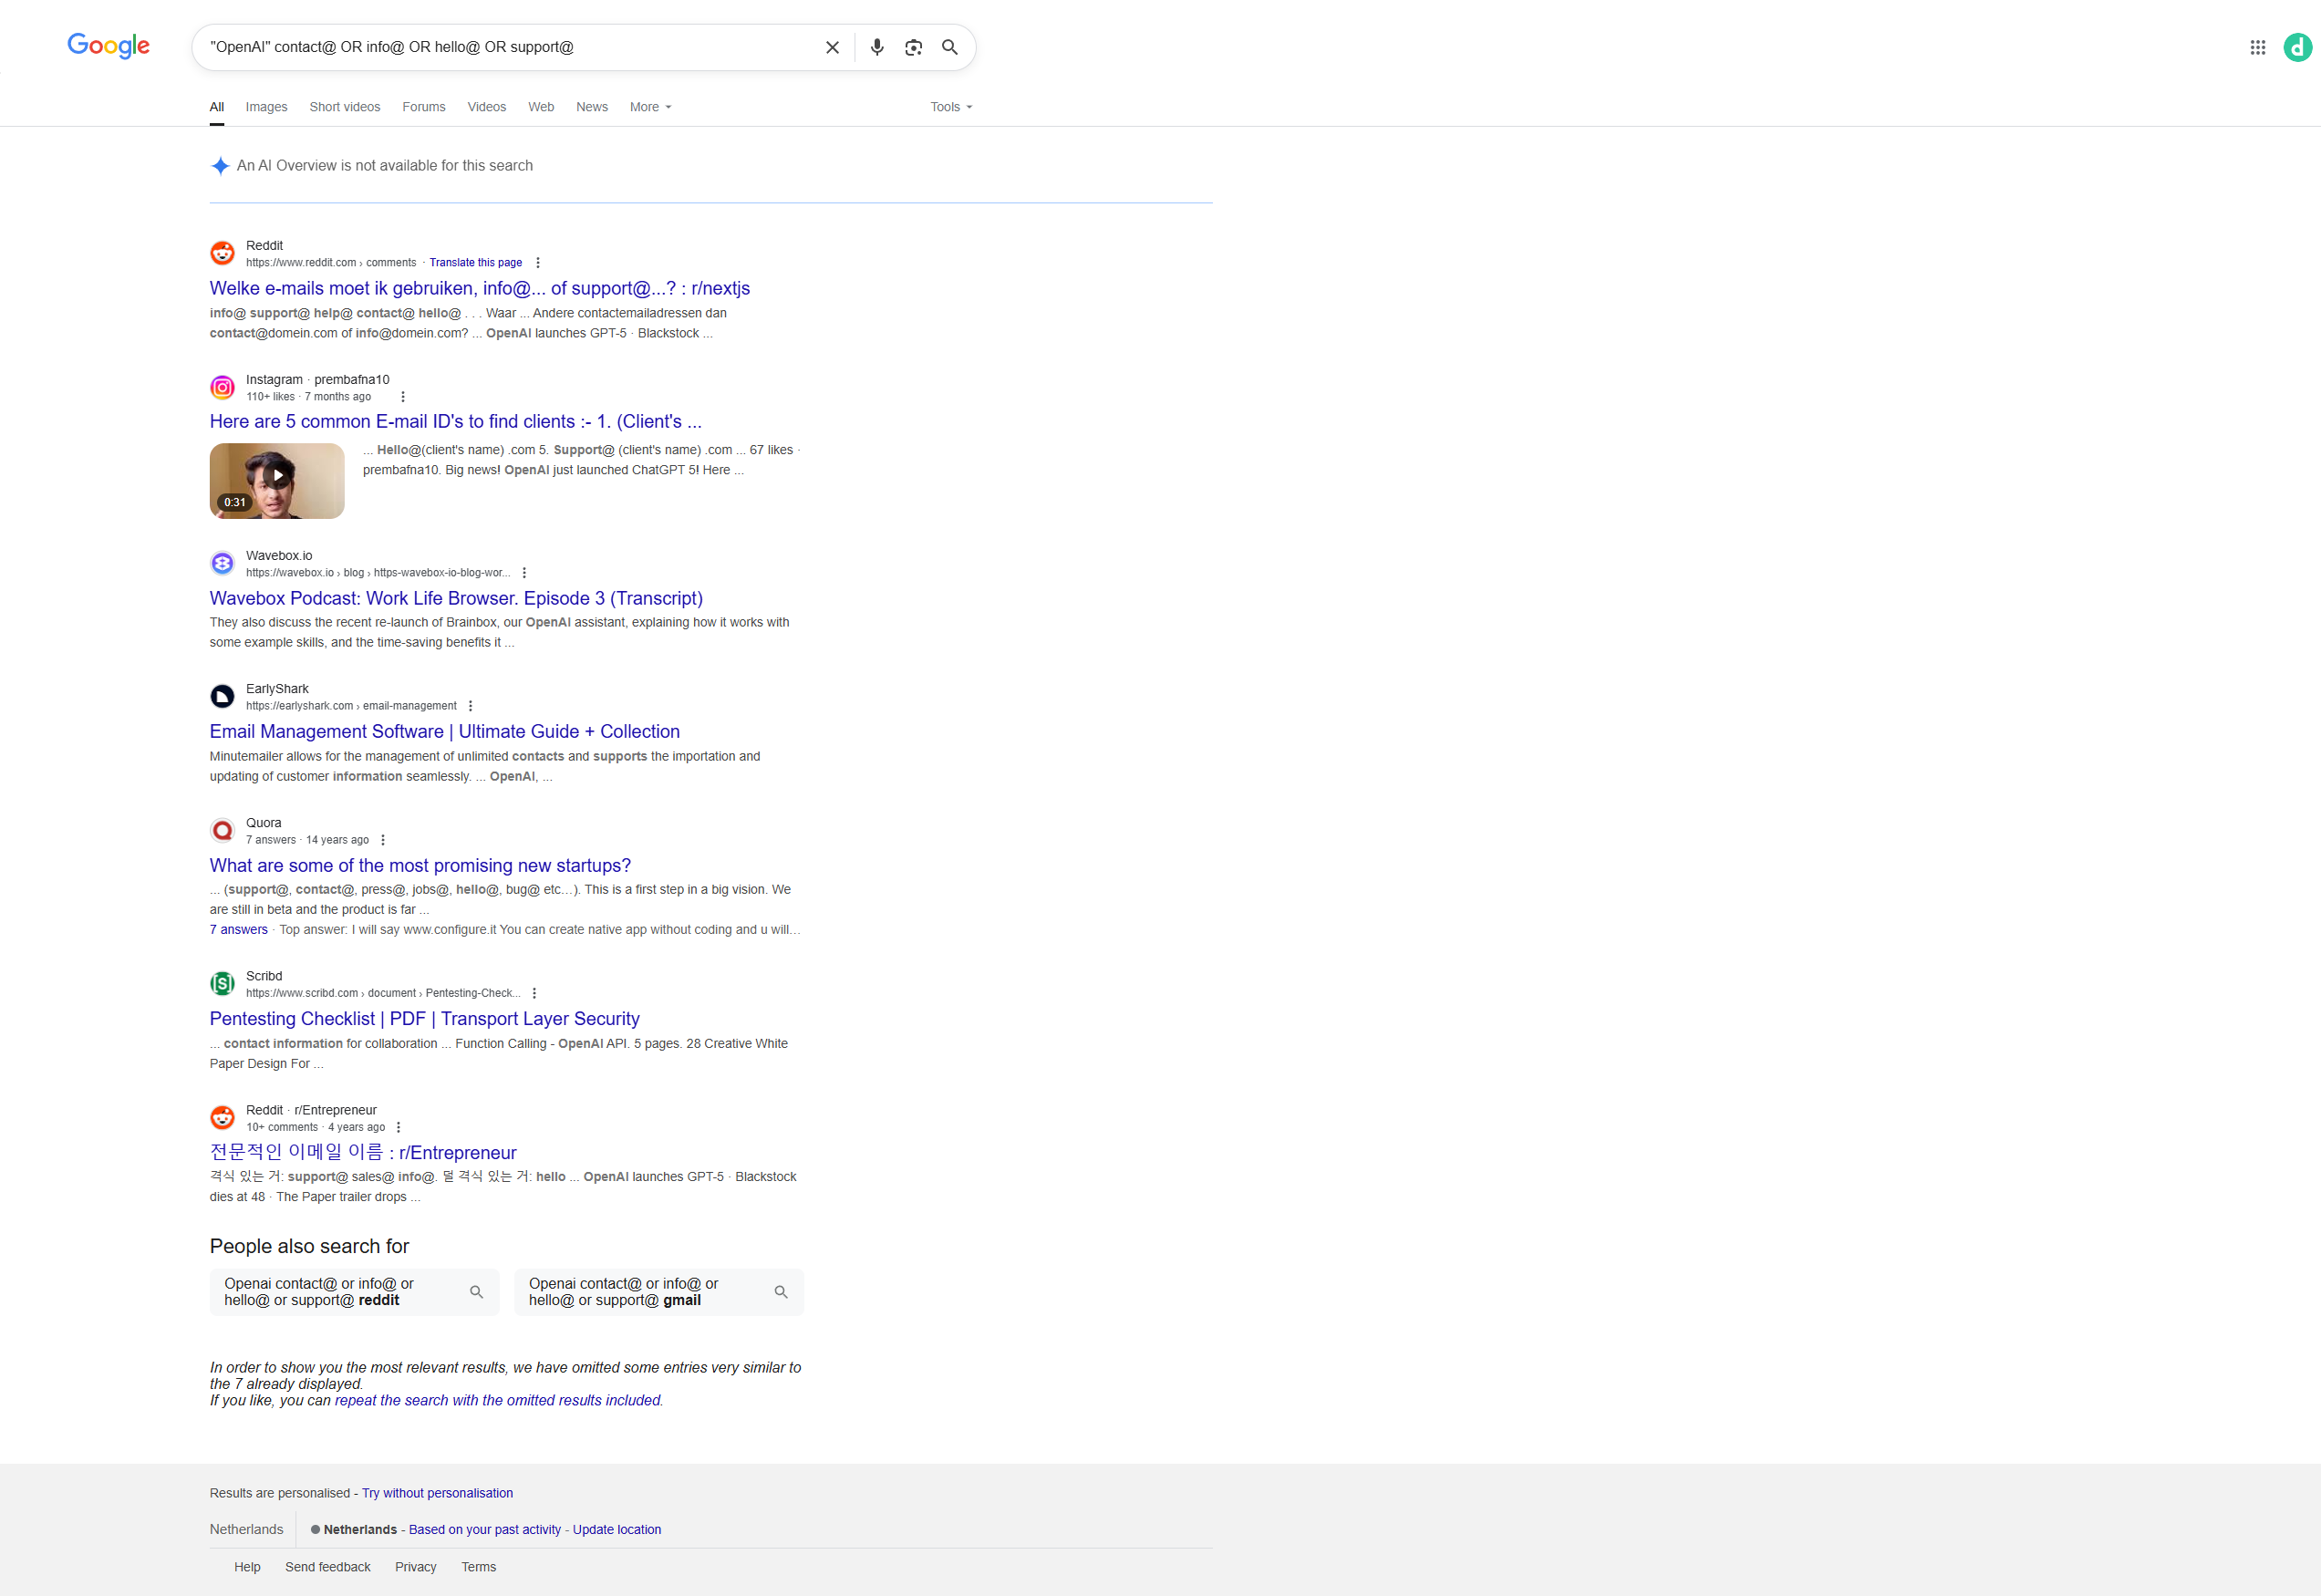 Google
"OpenAI" contact@ OR info@ OR hello@ OR support@
d
All Images Short videos Forums Videos Web News More Tools
An AI Overview is not available for this search
Reddit
https://www.reddit.com › comments · Translate this page
Welke e-mails moet ik gebruiken, info@... of support@...? : r/nextjs
info@ support@ help@ contact@ hello@ . . . Waar ... Andere contactemailadressen dan
contact@domein.com of info@domein.com? ... OpenAI launches GPT-5 · Blackstock ...
Instagram · prembafna10
110+ likes · 7 months ago
Here are 5 common E-mail ID's to find clients :- 1. (Client's ...
... Hello@(client's name) .com 5. Support@ (client's name) .com ... 67 likes ·
prembafna10. Big news! OpenAI just launched ChatGPT 5! Here ...
0:31
Wavebox.io
https://wavebox.io › blog › https-wavebox-io-blog-wor...
Wavebox Podcast: Work Life Browser. Episode 3 (Transcript)
They also discuss the recent re-launch of Brainbox, our OpenAI assistant, explaining how it works with
some example skills, and the time-saving benefits it ...
EarlyShark
https://earlyshark.com › email-management
Email Management Software | Ultimate Guide + Collection
Minutemailer allows for the management of unlimited contacts and supports the importation and
updating of customer information seamlessly. ... OpenAI, ...
Quora
7 answers · 14 years ago
What are some of the most promising new startups?
... (support@, contact@, press@, jobs@, hello@, bug@ etc...). This is a first step in a big vision. We
are still in beta and the product is far ...
7 answers · Top answer: I will say www.configure.it You can create native app without coding and u will...
Scribd
https://www.scribd.com › document › Pentesting-Check...
Pentesting Checklist | PDF | Transport Layer Security
... contact information for collaboration ... Function Calling - OpenAI API. 5 pages. 28 Creative White
Paper Design For ...
Reddit · r/Entrepreneur
10+ comments · 4 years ago
전문적인 이메일 이름 : r/Entrepreneur
격식 있는 거: support@ sales@ info@. 덜 격식 있는 거: hello ... OpenAI launches GPT-5 · Blackstock
dies at 48 · The Paper trailer drops ...
People also search for
Openai contact@ or info@ or
hello@ or support@ reddit
Openai contact@ or info@ or
hello@ or support@ gmail
In order to show you the most relevant results, we have omitted some entries very similar to
the 7 already displayed.
If you like, you can repeat the search with the omitted results included.
Results are personalised - Try without personalisation
Netherlands Netherlands - Based on your past activity - Update location
Help Send feedback Privacy Terms